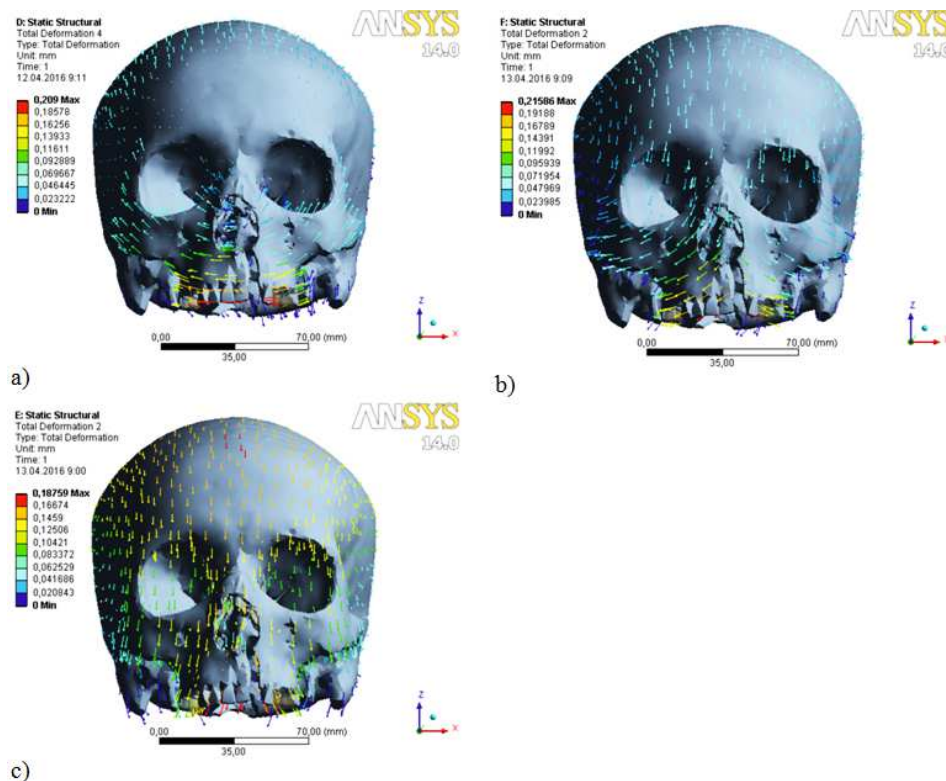 D: Static Structural
Total Deformation 4
Type: Total Deformation
Unit: mm
Time: 1
12.04.2016 9:11
0,209 Max
0,18578
0,16256
0,13933
0,11611
0,092889
0,069667
0,046445
0,023222
0 Min
ANSYS
14.0
0,00
70,00 (mm)
35,00
Z
X
a)
F: Static Structural
Total Deformation 2
Type: Total Deformation
Unit: mm
Time: 1
13.04.2016 9:09
0,21586 Max
0,19188
0,16789
0,14391
0,11992
0,095939
0,071954
0,047969
0,023985
0 Min
ANSYS
14.0
0,00
70,00 (mm)
35,00
Z
b)
E: Static Structural
Total Deformation 2
Type: Total Deformation
Unit: mm
Time: 1
13.04.2016 9:00
0,18759 Max
0,16674
0,1459
0,12506
0,10421
0,083372
0,062529
0,041686
0,020843
0 Min
ANSYS
14.0
0,00
70,00 (mm)
35,00
Z
X
c)